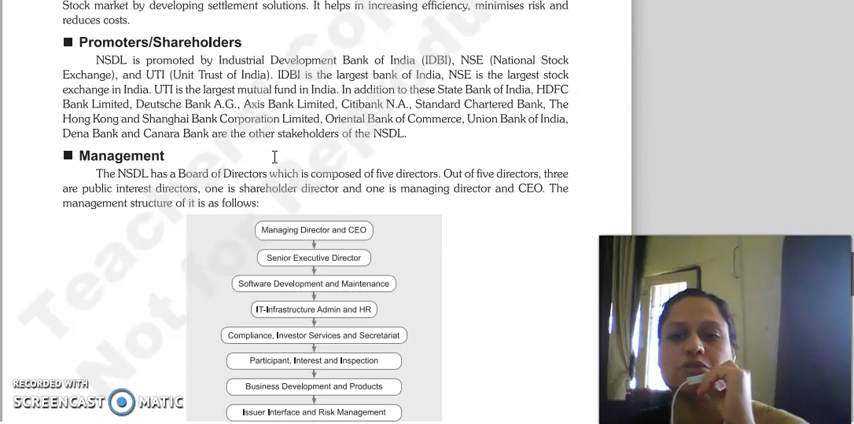 Stock market by developing settlement solutions. It helps in increasing efficiency, minimises risk and
reduces costs.
■ Promoters/Shareholders
NSDL is promoted by Industrial Development Bank of India (IDBI), NSE (National Stock
Exchange), and UTI (Unit Trust of India). IDBI is the largest bank of India, NSE is the largest stock
exchange in India. UTI is the largest mutual fund in India. In addition to these State Bank of India, HDFC
Bank Limited, Deutsche Bank A.G., Axis Bank Limited, Citibank N.A., Standard Chartered Bank, The
Hong Kong and Shanghai Bank Corporation Limited, Oriental Bank of Commerce, Union Bank of India,
Dena Bank and Canara Bank are the other stakeholders of the NSDL.
■ Management
The NSDL has a Board of Directors which is composed of five directors. Out of five directors, three
are public interest directors, one is shareholder director and one is managing director and CEO. The
management structure of it is as follows:
Managing Director and CEO
Senior Executive Director
Software Development and Maintenance
IT-Infrastructure Admin and HR
Compliance, Investor Services and Secretariat
Participant, Interest and Inspection
Business Development and Products
Issuer Interface and Risk Management
RECORDED WITH
SCREENCAST MATIC